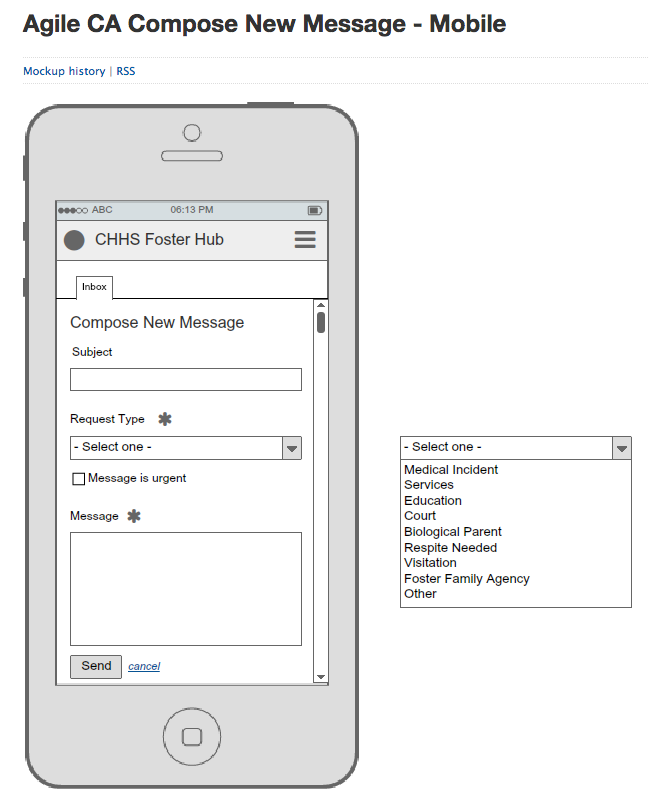 Agile CA Compose New Message - Mobile
Mockup history | RSS
ABC 06:13 PM
CHHS Foster Hub
Inbox
Compose New Message
Subject
Request Type ✱
- Select one -
Message is urgent
Message ✱
Send cancel
- Select one -
Medical Incident
Services
Education
Court
Biological Parent
Respite Needed
Visitation
Foster Family Agency
Other